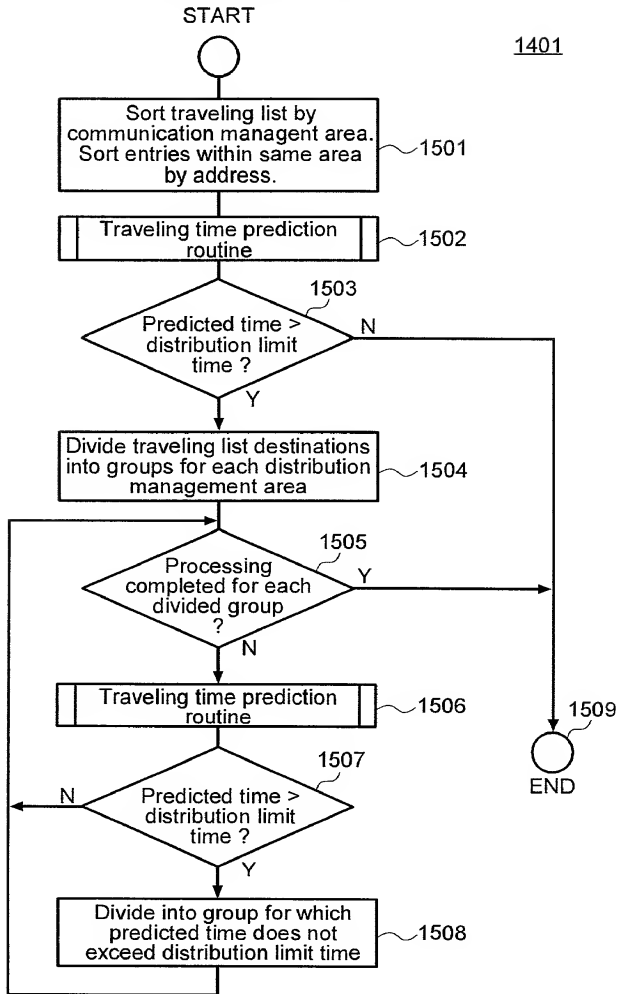 START
1401
Sort traveling list by
communication managent area.
Sort entries within same area
by address.
1501
Traveling time prediction
routine
1502
1503
Predicted time >
distribution limit
time ?
N
Y
Divide traveling list destinations
into groups for each distribution
management area
1504
1505
Processing
completed for each
divided group
?
Y
N
Traveling time prediction
routine
1506
1509
END
1507
Predicted time >
distribution limit
time ?
N
Y
Divide into group for which
predicted time does not
exceed distribution limit time
1508